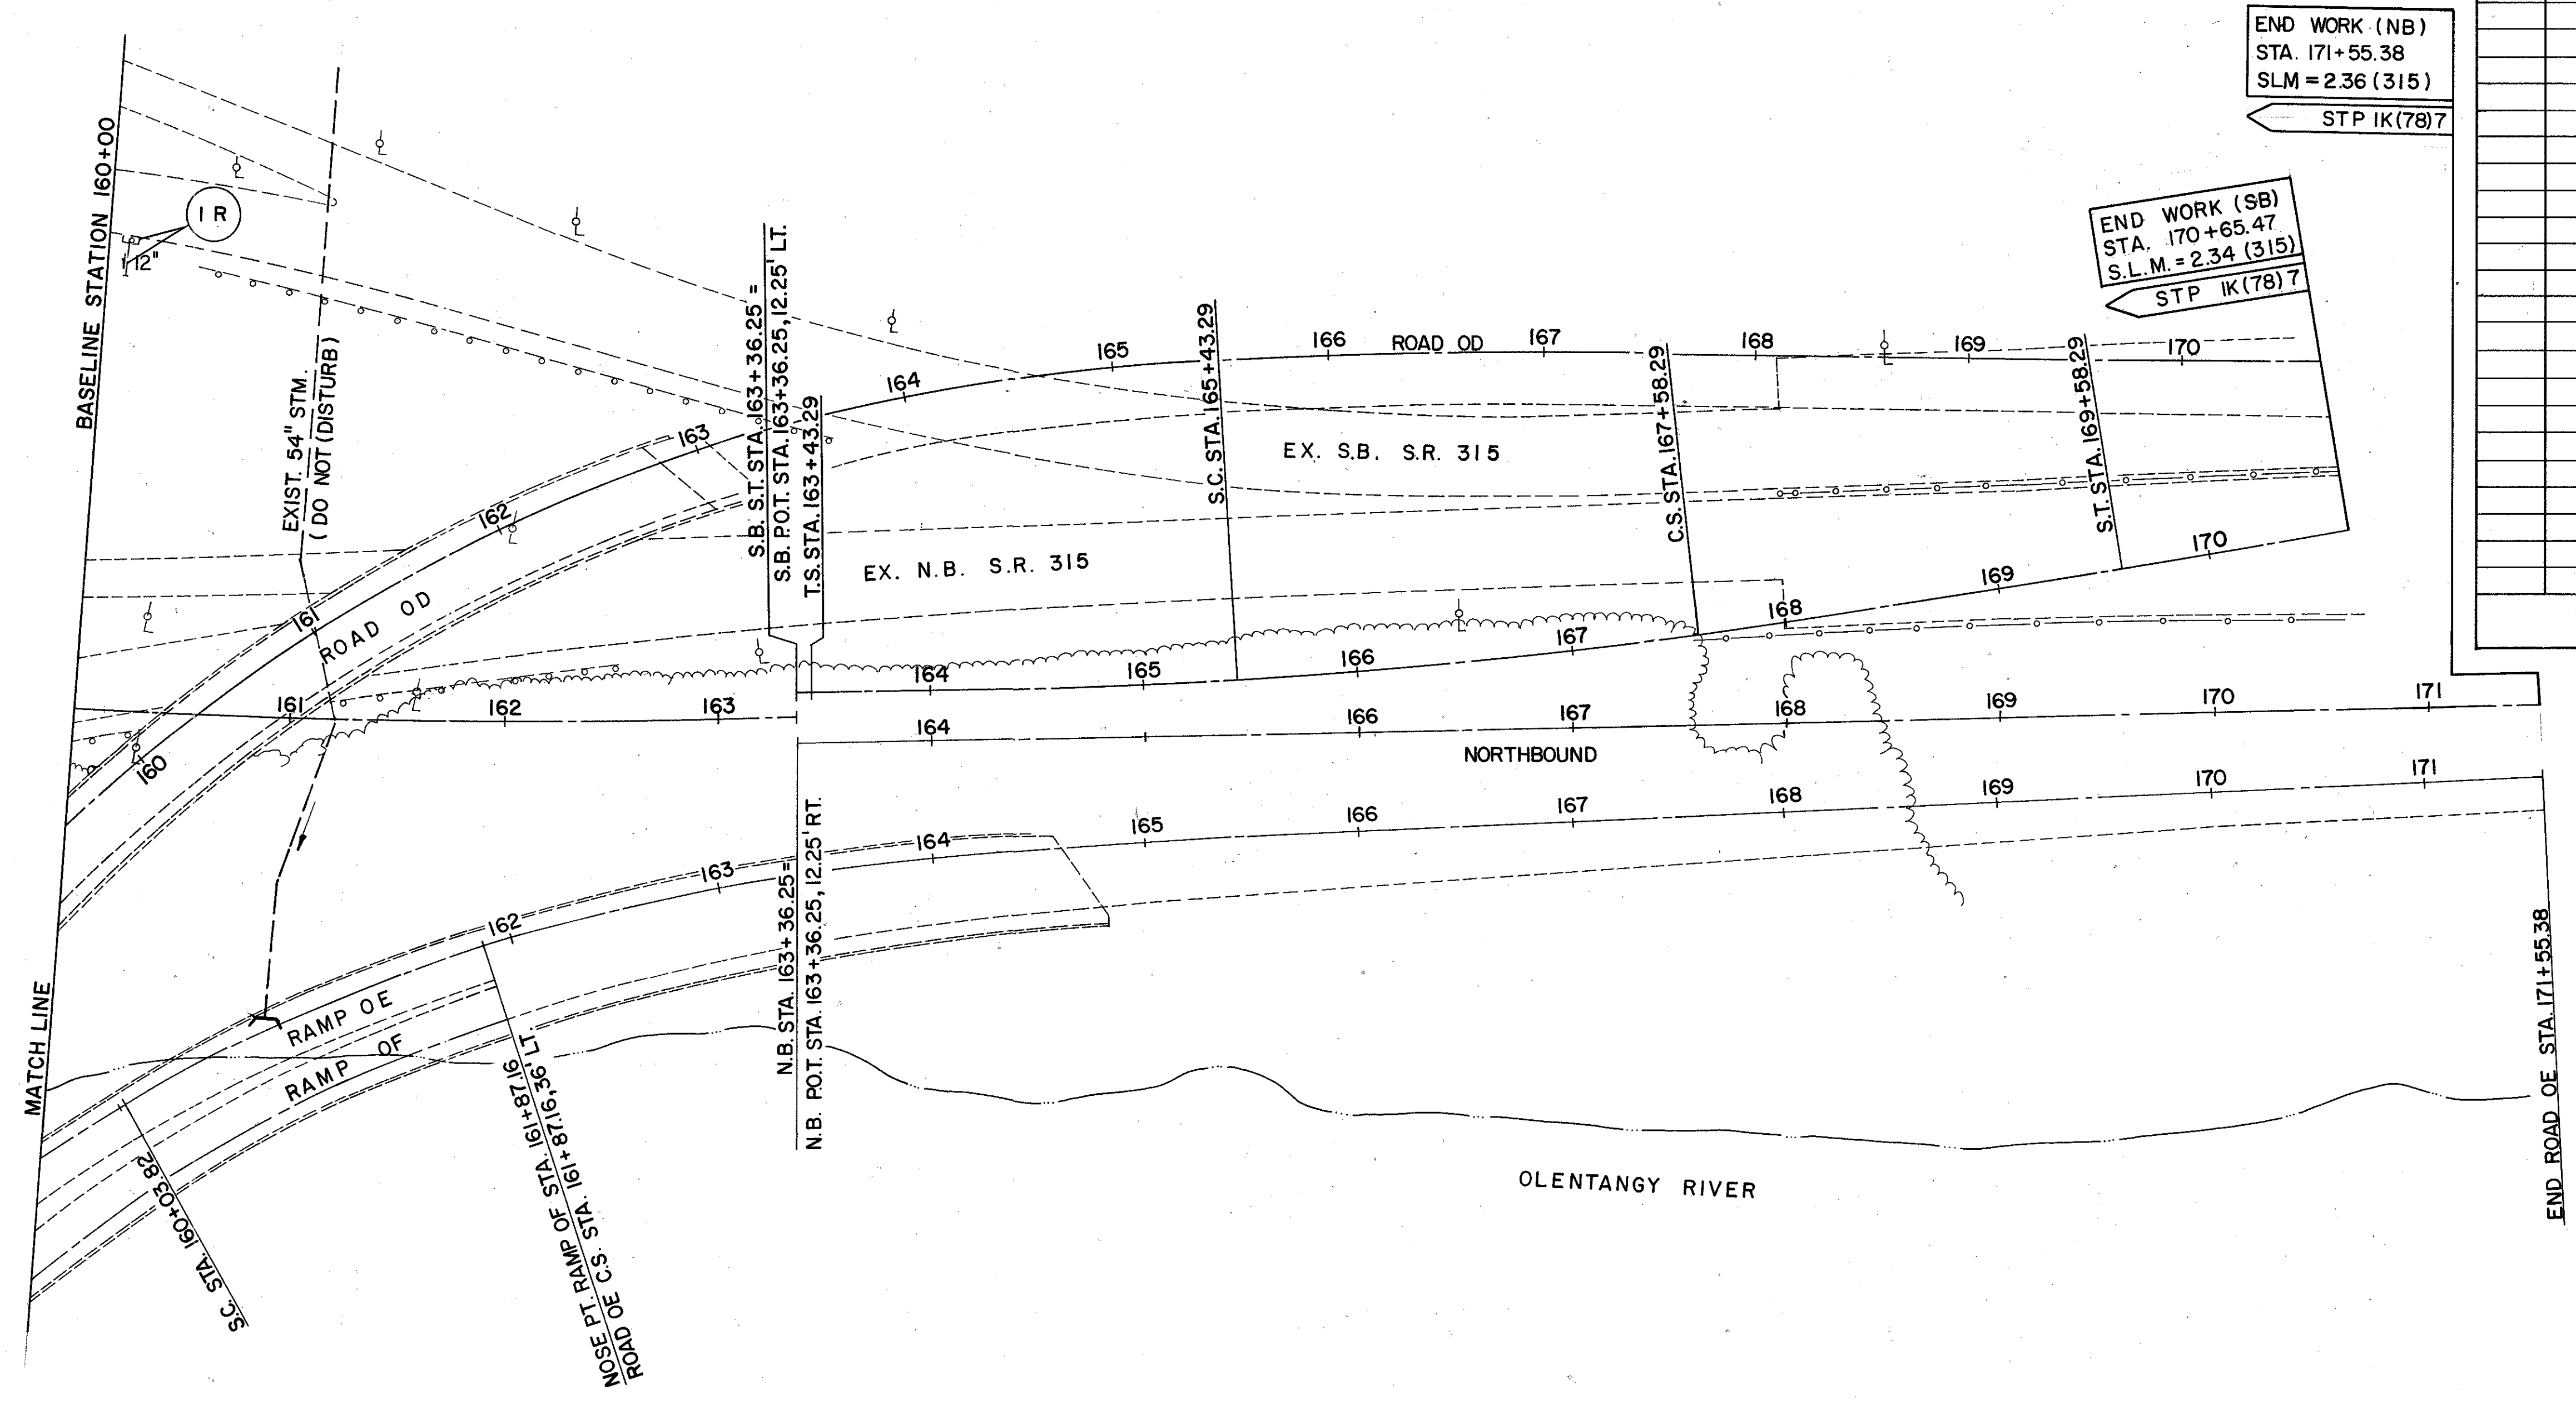 END WORK (NB)
STA. 171+55.38
SLM = 2.36 (315)
STP IK(78)7
END WORK (SB)
STA. 170+65.47
S.L.M. = 2.34 (315)
STP IK(78)7
BASELINE STATION 160+00
MATCH LINE
1 R
12"
EXIST. 54" STM.
(DO NOT (DISTURB)
S.B. S.T. STA. 163+36.25 =
S.B. P.O.T. STA. 163+36.25, 12.25' LT.
T.S. STA. 163+43.29
S.C. STA. 165+43.29
C.S. STA. 167+58.29
S.T. STA. 169+58.29
164
165
166
ROAD OD
167
168
169
170
163
162
161
160
ROAD OD
EX. S.B. S.R. 315
EX. N.B. S.R. 315
164
165
166
167
168
169
170
161
162
163
164
166
167
168
169
170
171
NORTHBOUND
162
163
164
165
166
167
168
169
170
171
N.B. STA. 163+36.25 =
N.B. P.O.T. STA. 163+36.25, 12.25' RT.
RAMP OE
RAMP OF
S.C. STA. 160+03.82
NOSE PT. RAMP OF STA. 161+87.16
ROAD OE C.S. STA. 161+87.16, 36' LT.
OLENTANGY RIVER
END ROAD OE STA. 171+55.38